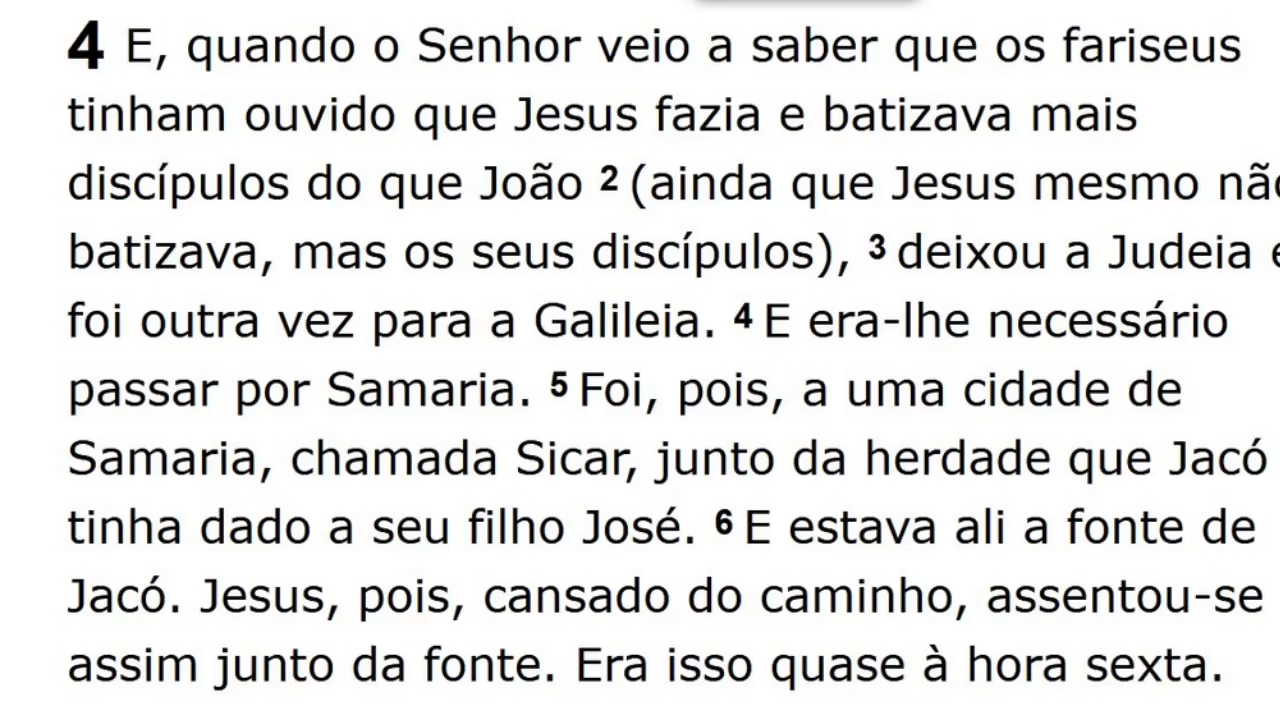 4 E, quando o Senhor veio a saber que os fariseus
tinham ouvido que Jesus fazia e batizava mais
discípulos do que João 2 (ainda que Jesus mesmo não
batizava, mas os seus discípulos), 3 deixou a Judeia e
foi outra vez para a Galileia. 4 E era-lhe necessário
passar por Samaria. 5 Foi, pois, a uma cidade de
Samaria, chamada Sicar, junto da herdade que Jacó
tinha dado a seu filho José. 6 E estava ali a fonte de
Jacó. Jesus, pois, cansado do caminho, assentou-se
assim junto da fonte. Era isso quase à hora sexta.